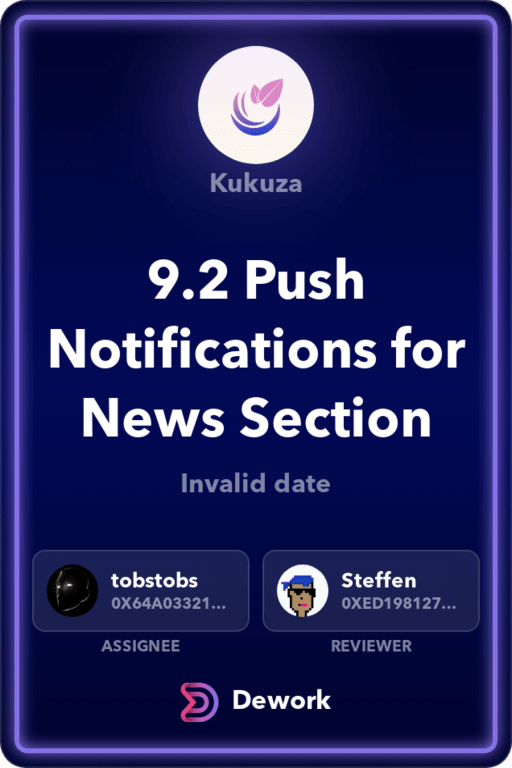 Kukuza
9.2 Push
Notifications for
News Section
Invalid date
tobstobs
0X64A03321...
Steffen
0XED198127...
ASSIGNEE
REVIEWER
Dework